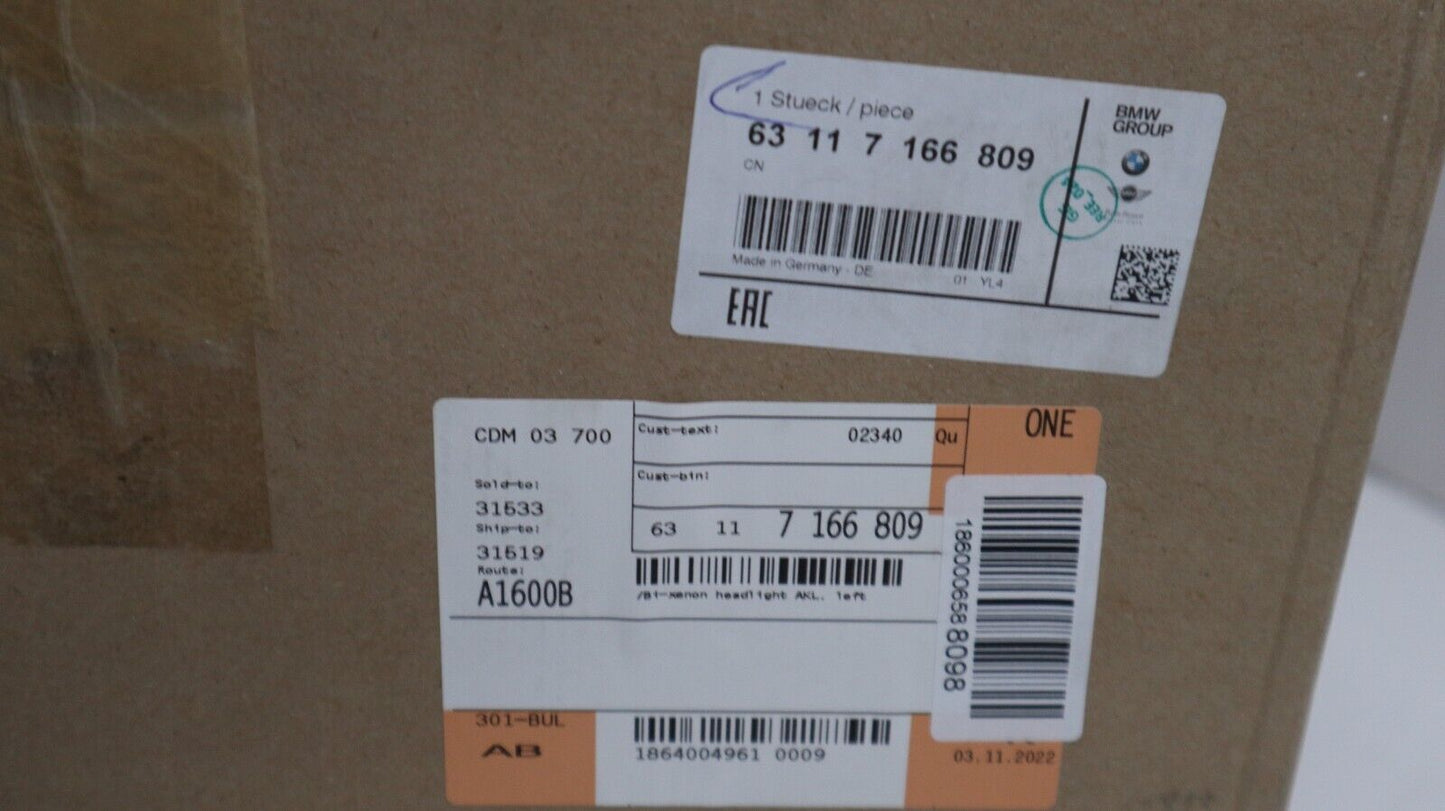 1 Stueck / piece
63 11 7 166 809
CN
Made in Germany - DE
01 YL4
EAC
BMW
GROUP
CDM 03 700
Sold-to:
31533
Ship-to:
31519
Route:
A1600B
Cust-text:
02340
Qu
ONE
Cust-bin:
63 11 7 166 809
/Bi-xenon headlight AKL. left
186000658 8098
301-BUL
AB
1864004961 0009
03.11.2022